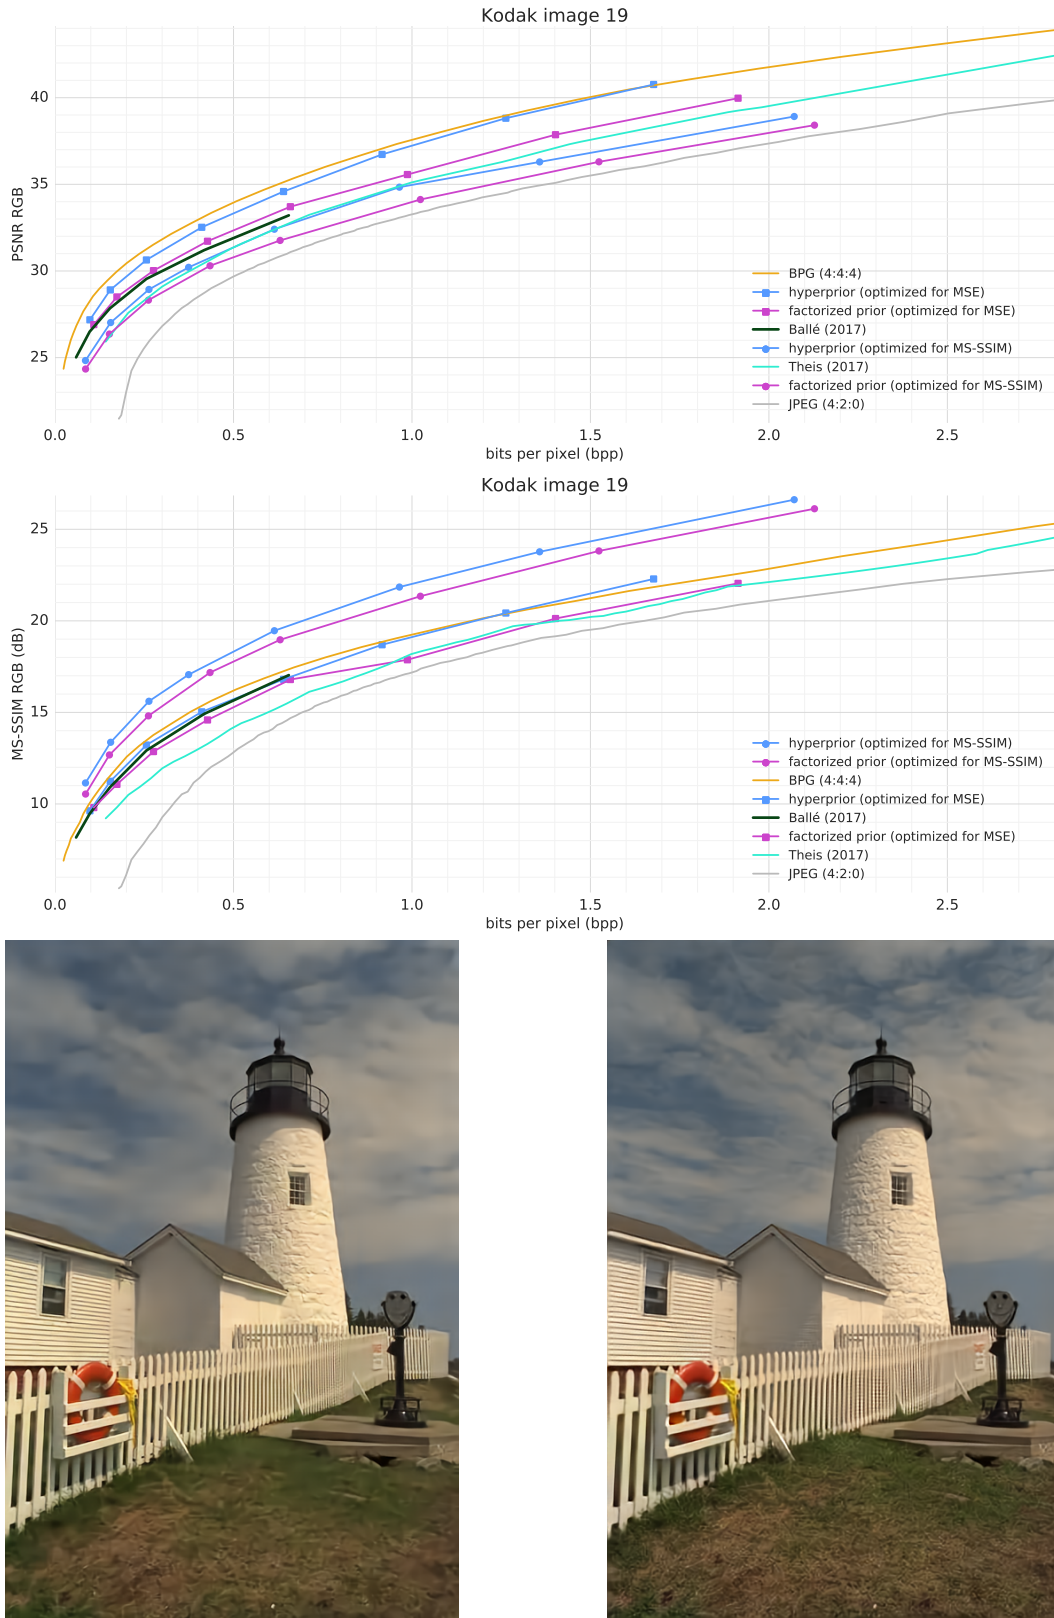 Kodak image 19
40
35
30
25
PSNR RGB
BPG (4:4:4)
hyperprior (optimized for MSE)
factorized prior (optimized for MSE)
Ballé (2017)
hyperprior (optimized for MS-SSIM)
Theis (2017)
factorized prior (optimized for MS-SSIM)
JPEG (4:2:0)
0.0 0.5 1.0 1.5 2.0 2.5
bits per pixel (bpp)
Kodak image 19
25
20
15
10
MS-SSIM RGB (dB)
hyperprior (optimized for MS-SSIM)
factorized prior (optimized for MS-SSIM)
BPG (4:4:4)
hyperprior (optimized for MSE)
Ballé (2017)
factorized prior (optimized for MSE)
Theis (2017)
JPEG (4:2:0)
0.0 0.5 1.0 1.5 2.0 2.5
bits per pixel (bpp)